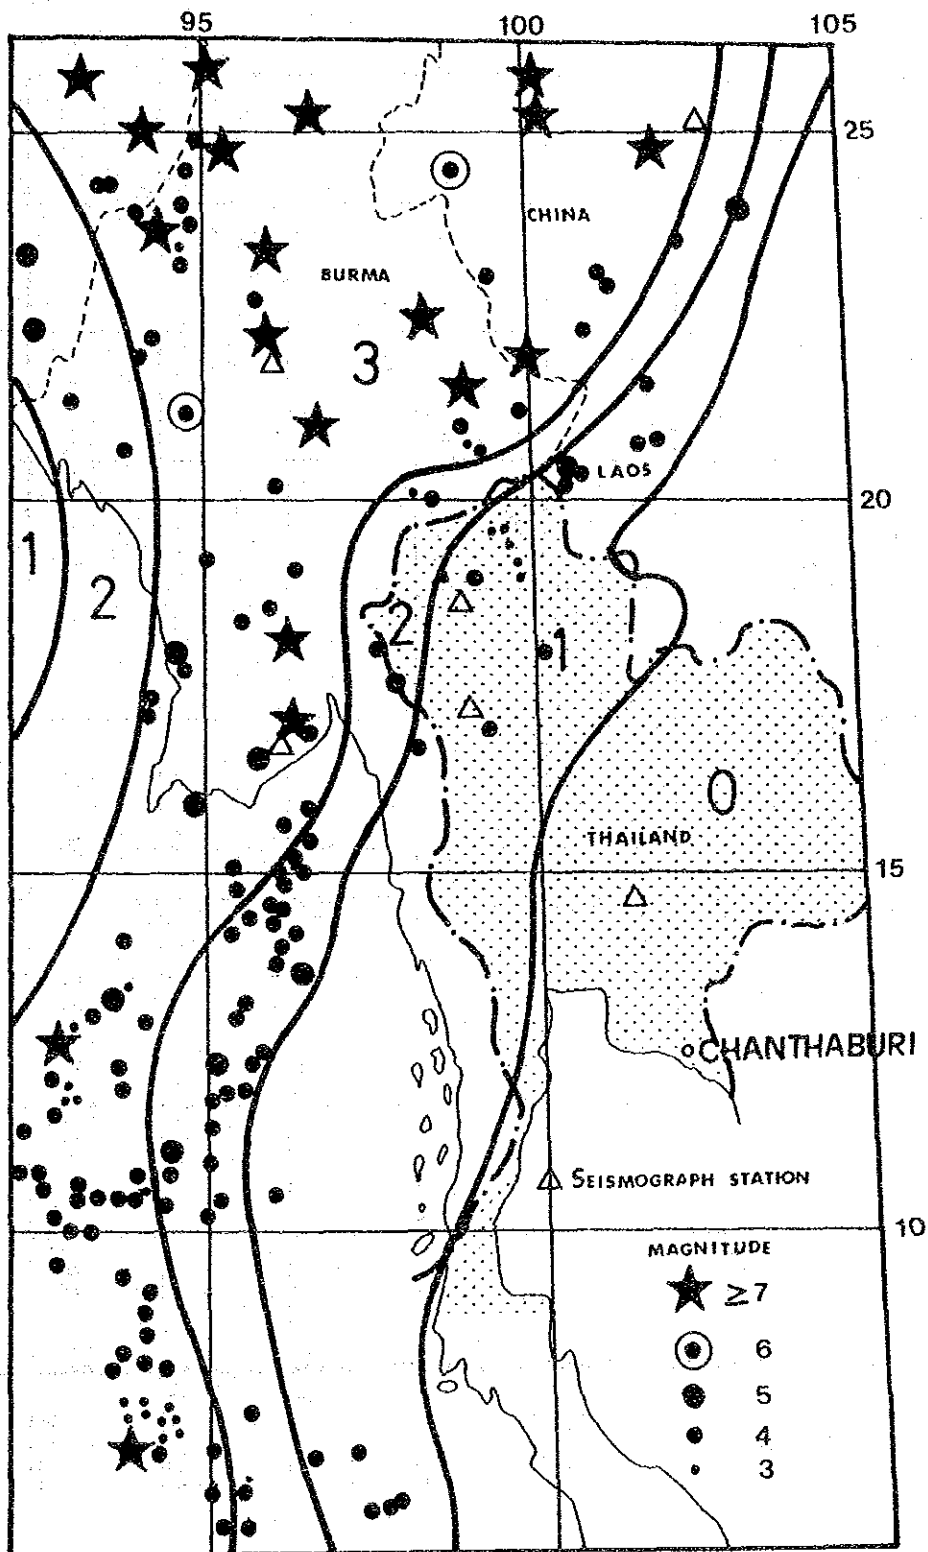 95 100 105
25
CHINA
BURMA
3
LAOS
20
1
2
2
1
0
THAILAND
15
CHANTHABURI
SEISMOGRAPH STATION
10
MAGNITUDE
≥7
6
5
4
3